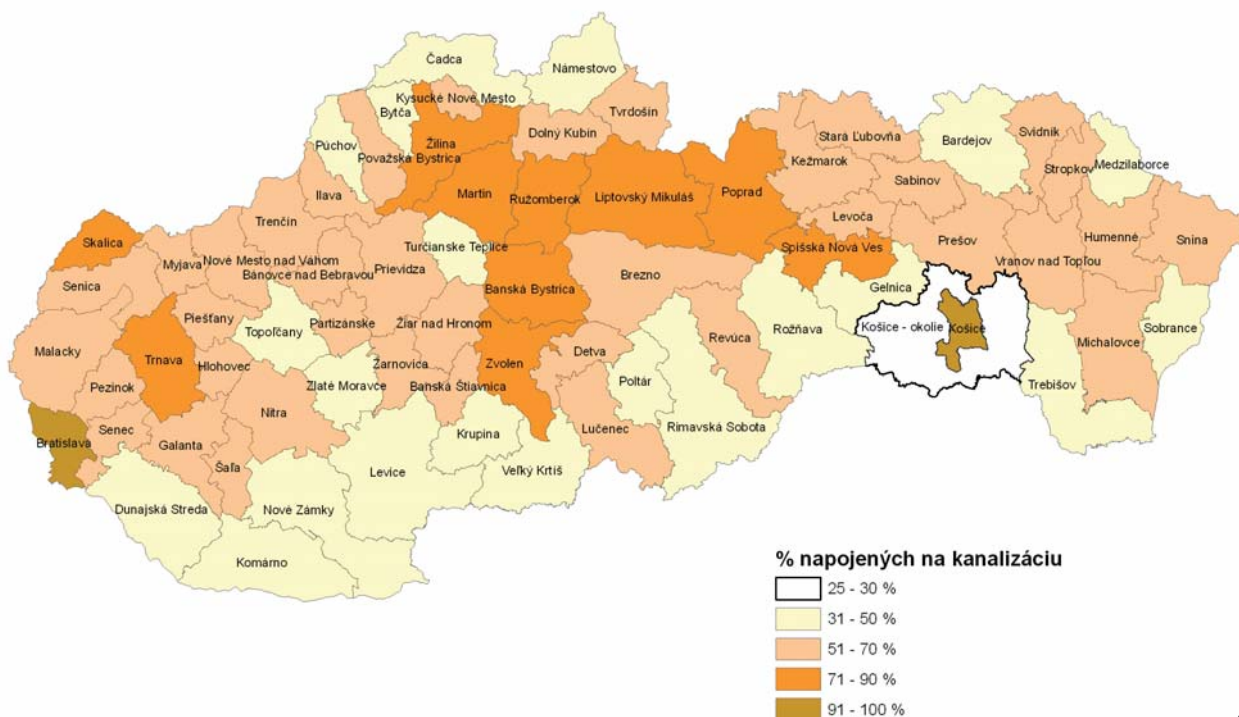 Čadca
Námestovo
Kysucké Nové Mesto
Bytča
Tvrdošín
Dolný Kubín
Žilina
Púchov
Považská Bystrica
Stará Ľubovňa
Bardejov
Svidník
Kežmarok
Medzilaborce
Stropkov
Ilava
Martin
Ružomberok
Liptovský Mikuláš
Poprad
Sabinov
Levoča
Trenčín
Prešov
Humenné
Snina
Skalica
Turčianske Teplice
Spišská Nová Ves
Myjava
Nové Mesto nad Váhom
Vranov nad Topľou
Bánovce nad Bebravou
Prievidza
Brezno
Senica
Banská Bystrica
Gelnica
Piešťany
Partizánske
Žiar nad Hronom
Topoľčany
Rožňava
Košice - okolie
Košice
Sobrance
Malacky
Trnava
Detva
Revúca
Michalovce
Hlohovec
Žarnovica
Zvolen
Pezinok
Zlaté Moravce
Banská Štiavnica
Poltár
Trebišov
Nitra
Bratislava
Senec
Galanta
Krupina
Lučenec
Rimavská Sobota
Šaľa
Levice
Veľký Krtíš
Dunajská Streda
Nové Zámky
Komárno
% napojených na kanalizáciu
25 - 30 %
31 - 50 %
51 - 70 %
71 - 90 %
91 - 100 %